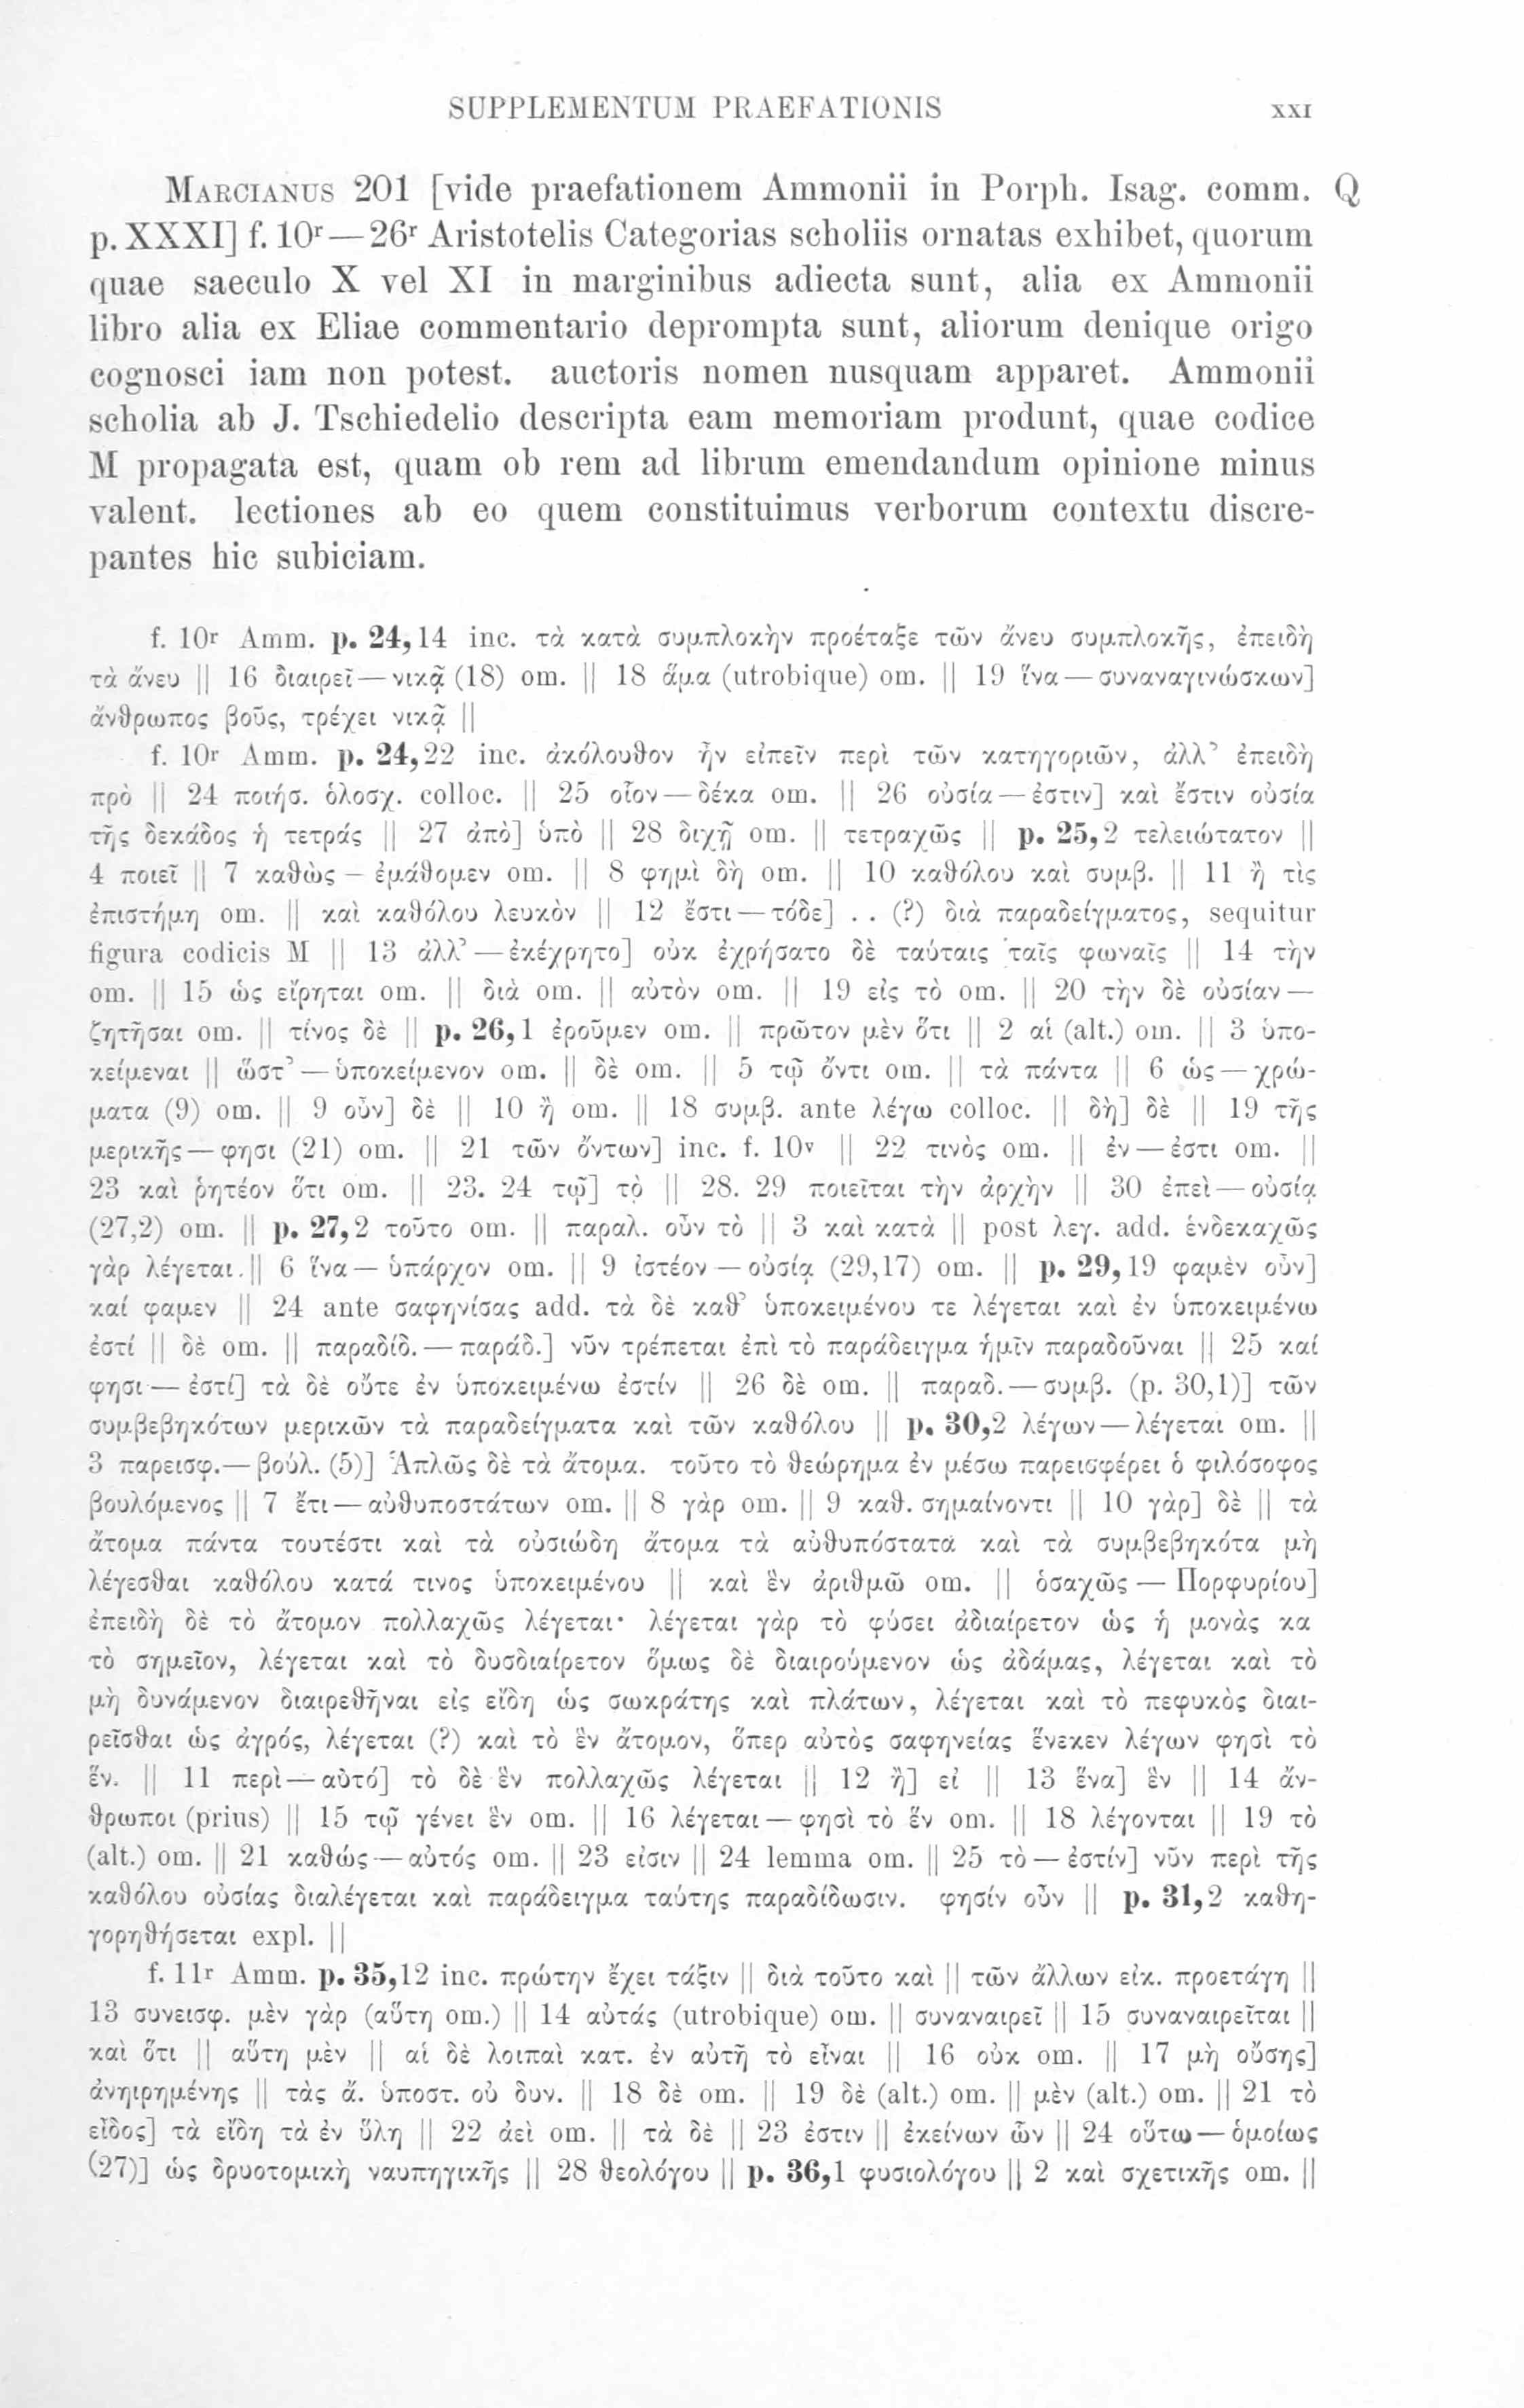 SUPPLEMENTUM PRAEFATIONIS XXI
MARCIANUS 201 [vide praefationem Ammonii in Porph. Isag. comm. Q
p. XXXI] f. 10r—26r Aristotelis Categorias scholiis ornatas exhibet, quorum
quae saeculo X vel XI in marginibus adiecta sunt, alia ex Ammonii
libro alia ex Eliae commentario deprompta sunt, aliorum denique origo
cognosci iam non potest. auctoris nomen nusquam apparet. Ammonii
scholia ab J. Tschiedelio descripta eam memoriam produnt, quae codice
M propagata est, quam ob rem ad librum emendandum opinione minus
valent. lectiones ab eo quem constituimus verborum contextu discre-
pantes hic subiciam.
f. 10r Amm. p. 24,14 inc. τὰ κατὰ συμπλοκὴν προέταξε τῶν ἄνευ συμπλοκῆς, ἐπειδὴ
τὰ ἄνευ || 16 διαιρεῖ — νικᾷ (18) om. || 18 ἅμα (utrobique) om. || 19 ἵνα — συναναγινώσκων]
ἄνθρωπος βοῦς, τρέχει νικᾷ ||
f. 10r Amm. p. 24,22 inc. ἀκόλουθον ἦν εἰπεῖν περὶ τῶν κατηγοριῶν, ἀλλ’ ἐπειδὴ
πρὸ || 24 ποιήσ. ὁλοσχ. colloc. || 25 οἷον — δέκα om. || 26 οὐσία — ἐστιν] καὶ ἔστιν οὐσία
τῆς δεκάδος ἡ τετράς || 27 ἀπὸ] ὑπὸ || 28 διχῇ om. || τετραχῶς || p. 25,2 τελειώτατον ||
4 ποιεῖ || 7 καθὼς — ἐμάθομεν om. || 8 φημὶ δὴ om. || 10 καθόλου καὶ συμβ. || 11 ἢ τὶς
ἐπιστήμη om. || καὶ καθόλου λευκὸν || 12 ἔστι — τόδε] . . (?) διὰ παραδείγματος, sequitur
figura codicis M || 13 ἀλλ’ — ἐκέχρητο] οὐκ ἐχρήσατο δὲ ταύταις ταῖς φωναῖς || 14 τὴν
om. || 15 ὡς εἴρηται om. || διὰ om. || αὐτὸν om. || 19 εἰς τὸ om. || 20 τὴν δὲ οὐσίαν —
ζητῆσαι om. || τίνος δὲ || p. 26,1 ἐροῦμεν om. || πρῶτον μὲν ὅτι || 2 αἱ (alt.) om. || 3 ὑπο-
κείμεναι || ὥστ’ — ὑποκείμενον om. || δὲ om. || 5 τῷ ὄντι om. || τὰ πάντα || 6 ὡς — χρώ-
ματα (9) om. || 9 οὖν] δὲ || 10 ἢ om. || 18 συμβ. ante λέγω colloc. || δὴ] δὲ || 19 τῆς
μερικῆς — φησι (21) om. || 21 τῶν ὄντων] inc. f. 10v || 22 τινὸς om. || ἐν — ἐστι om. ||
23 καὶ ῥητέον ὅτι om. || 23. 24 τῷ] τὸ || 28. 29 ποιεῖται τὴν ἀρχὴν || 30 ἐπεὶ — οὐσίᾳ
(27,2) om. || p. 27,2 τοῦτο om. || παραλ. οὖν τὸ || 3 καὶ κατὰ || post λεγ. add. ἑνδεκαχῶς
γὰρ λέγεται. || 6 ἵνα — ὑπάρχον om. || 9 ἰστέον — οὐσίᾳ (29,17) om. || p. 29,19 φαμὲν οὖν]
καί φαμεν || 24 ante σαφηνίσας add. τὰ δὲ καθ’ ὑποκειμένου τε λέγεται καὶ ἐν ὑποκειμένω
ἐστί || δὲ om. || παραδίδ. — παράδ.] νῦν τρέπεται ἐπὶ τὸ παράδειγμα ἡμῖν παραδοῦναι || 25 καί
φησι — ἐστί] τὰ δὲ οὔτε ἐν ὑποκειμένω ἐστίν || 26 δὲ om. || παραδ. — συμβ. (p. 30,1)] τῶν
συμβεβηκότων μερικῶν τὰ παραδείγματα καὶ τῶν καθόλου || p. 30,2 λέγων — λέγεται om. ||
3 παρεισφ. — βούλ. (5)] Ἁπλῶς δὲ τὰ ἄτομα. τοῦτο τὸ θεώρημα ἐν μέσω παρεισφέρει ὁ φιλόσοφος
βουλόμενος || 7 ἔτι — αὐθυποστάτων om. || 8 γὰρ om. || 9 καθ. σημαίνοντι || 10 γὰρ] δὲ || τὰ
ἄτομα πάντα τουτέστι καὶ τὰ οὐσιώδη ἄτομα τὰ αὐθυπόστατα καὶ τὰ συμβεβηκότα μὴ
λέγεσθαι καθόλου κατά τινος ὑποκειμένου || καὶ ἓν ἀριθμῶ om. || ὁσαχῶς — Πορφυρίου]
ἐπειδὴ δὲ τὸ ἄτομον πολλαχῶς λέγεται· λέγεται γὰρ τὸ φύσει ἀδιαίρετον ὡς ἡ μονὰς κα
τὸ σημεῖον, λέγεται καὶ τὸ δυσδιαίρετον ὅμως δὲ διαιρούμενον ὡς ἀδάμας, λέγεται καὶ τὸ
μὴ δυνάμενον διαιρεθῆναι εἰς εἴδη ὡς σωκράτης καὶ πλάτων, λέγεται καὶ τὸ πεφυκὸς διαι-
ρεῖσθαι ὡς ἀγρός, λέγεται (?) καὶ τὸ ἓν ἄτομον, ὅπερ αὐτὸς σαφηνείας ἕνεκεν λέγων φησὶ τὸ
ἕν. || 11 περὶ — αὐτό] τὸ δὲ ἓν πολλαχῶς λέγεται || 12 ἢ] εἰ || 13 ἕνα] ἓν || 14 ἄν-
θρωποι (prius) || 15 τῷ γένει ἓν om. || 16 λέγεται — φησὶ τὸ ἕν om. || 18 λέγονται || 19 τὸ
(alt.) om. || 21 καθώς — αὐτός om. || 23 εἰσιν || 24 lemma om. || 25 τὸ — ἐστίν] νῦν περὶ τῆς
καθόλου οὐσίας διαλέγεται καὶ παράδειγμα ταύτης παραδίδωσιν. φησίν οὖν || p. 31,2 καθη-
γορηθήσεται expl. ||
f. 11r Amm. p. 35,12 inc. πρώτην ἔχει τάξιν || διὰ τοῦτο καὶ || τῶν ἄλλων εἰκ. προετάγη ||
13 συνεισφ. μὲν γὰρ (αὕτη om.) || 14 αὐτάς (utrobique) om. || συναναιρεῖ || 15 συναναιρεῖται ||
καὶ ὅτι || αὕτη μὲν || αἱ δὲ λοιπαὶ κατ. ἐν αὐτῆ τὸ εἶναι || 16 οὐκ om. || 17 μὴ οὔσης]
ἀνηιρημένης || τὰς ἄ. ὑποστ. οὐ δυν. || 18 δὲ om. || 19 δὲ (alt.) om. || μὲν (alt.) om. || 21 τὸ
εἶδος] τὰ εἴδη τὰ ἐν ὕλη || 22 ἀεὶ om. || τὰ δὲ || 23 ἐστιν || ἐκείνων ὧν || 24 οὕτω — ὁμοίως
(27)] ὡς δρυοτομικὴ ναυπηγικῆς || 28 θεολόγου || p. 36,1 φυσιολόγου || 2 καὶ σχετικῆς om. ||